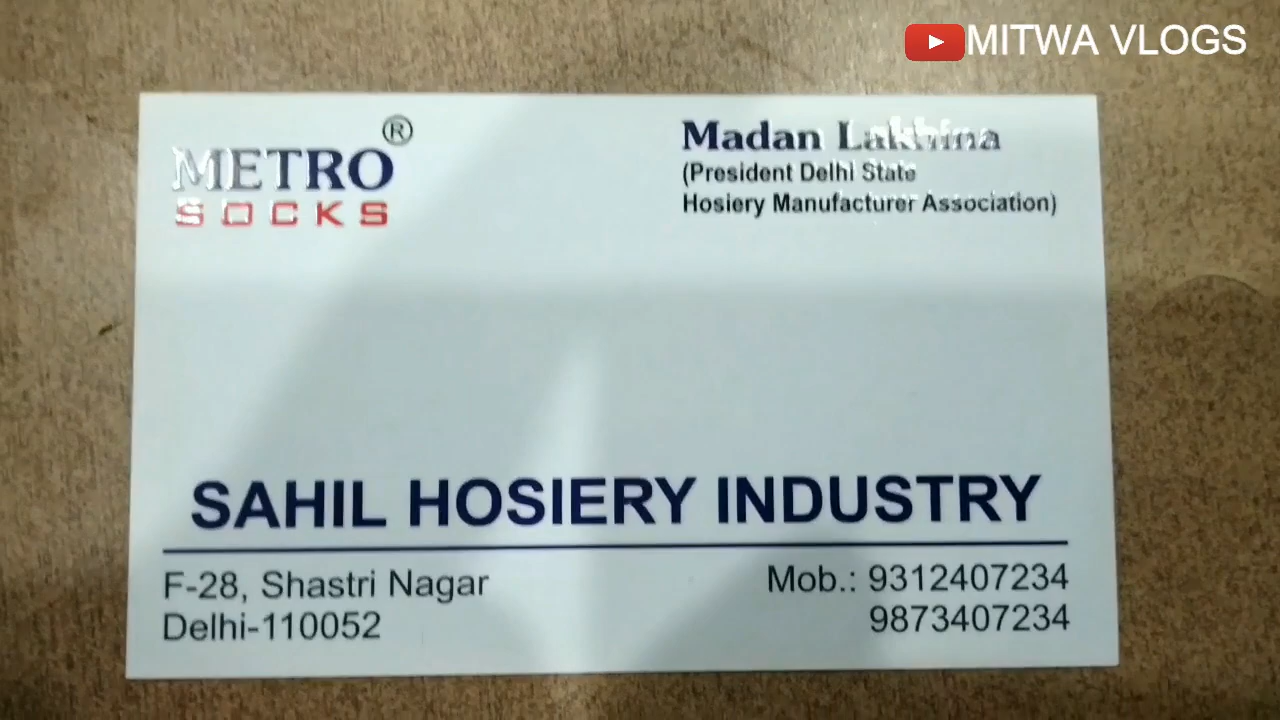 MITWA VLOGS
METRO®
SOCKS
Madan Lakhina
(President Delhi State
Hosiery Manufacturer Association)
SAHIL HOSIERY INDUSTRY
F-28, Shastri Nagar
Delhi-110052
Mob.: 9312407234
9873407234